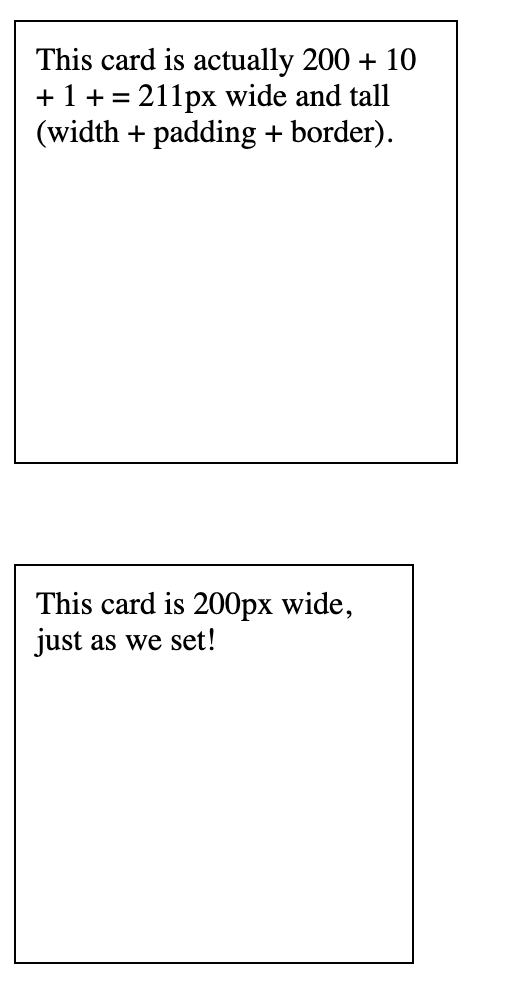 This card is actually 200 + 10
+ 1 + = 211px wide and tall
(width + padding + border).
This card is 200px wide,
just as we set!